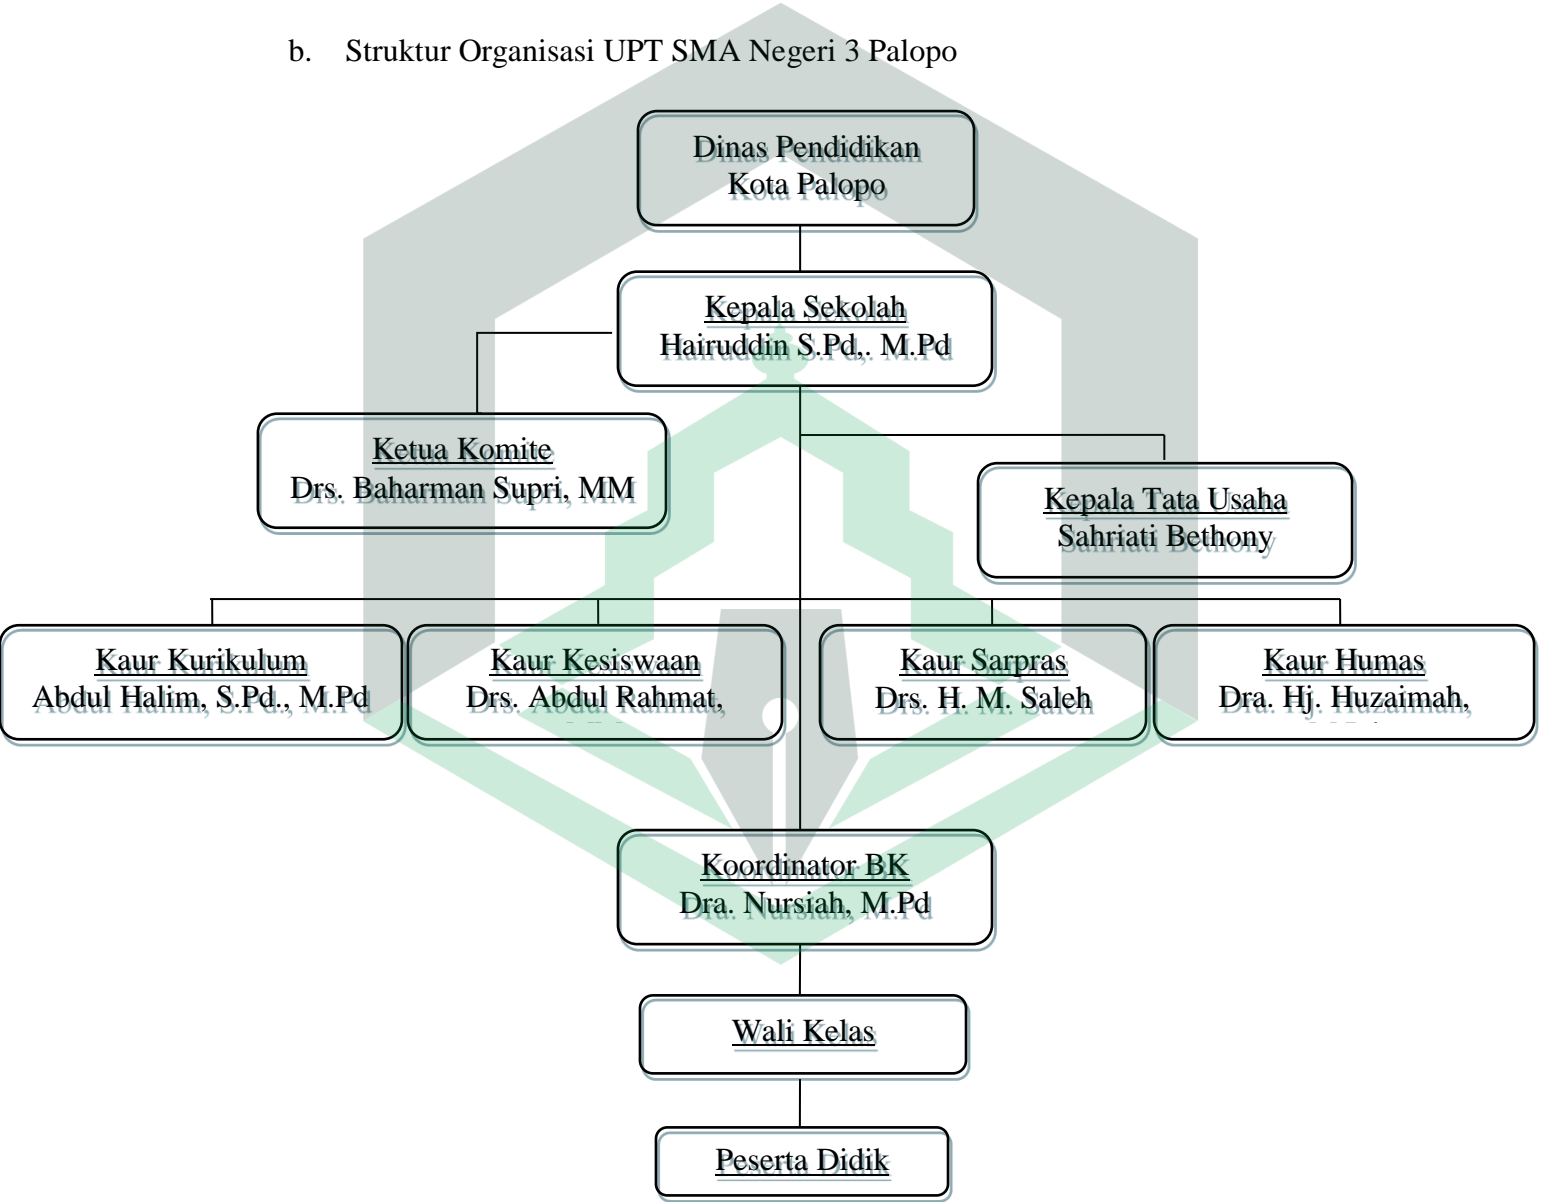 b. Struktur Organisasi UPT SMA Negeri 3 Palopo
Dinas Pendidikan
Kota Palopo
Kepala Sekolah
Hairuddin S.Pd,. M.Pd
Ketua Komite
Drs. Baharman Supri, MM
Kepala Tata Usaha
Sahriati Bethony
Kaur Kurikulum
Abdul Halim, S.Pd., M.Pd
Kaur Kesiswaan
Drs. Abdul Rahmat,
Kaur Sarpras
Drs. H. M. Saleh
Kaur Humas
Dra. Hj. Huzaimah,
Koordinator BK
Dra. Nursiah, M.Pd
Wali Kelas
Peserta Didik